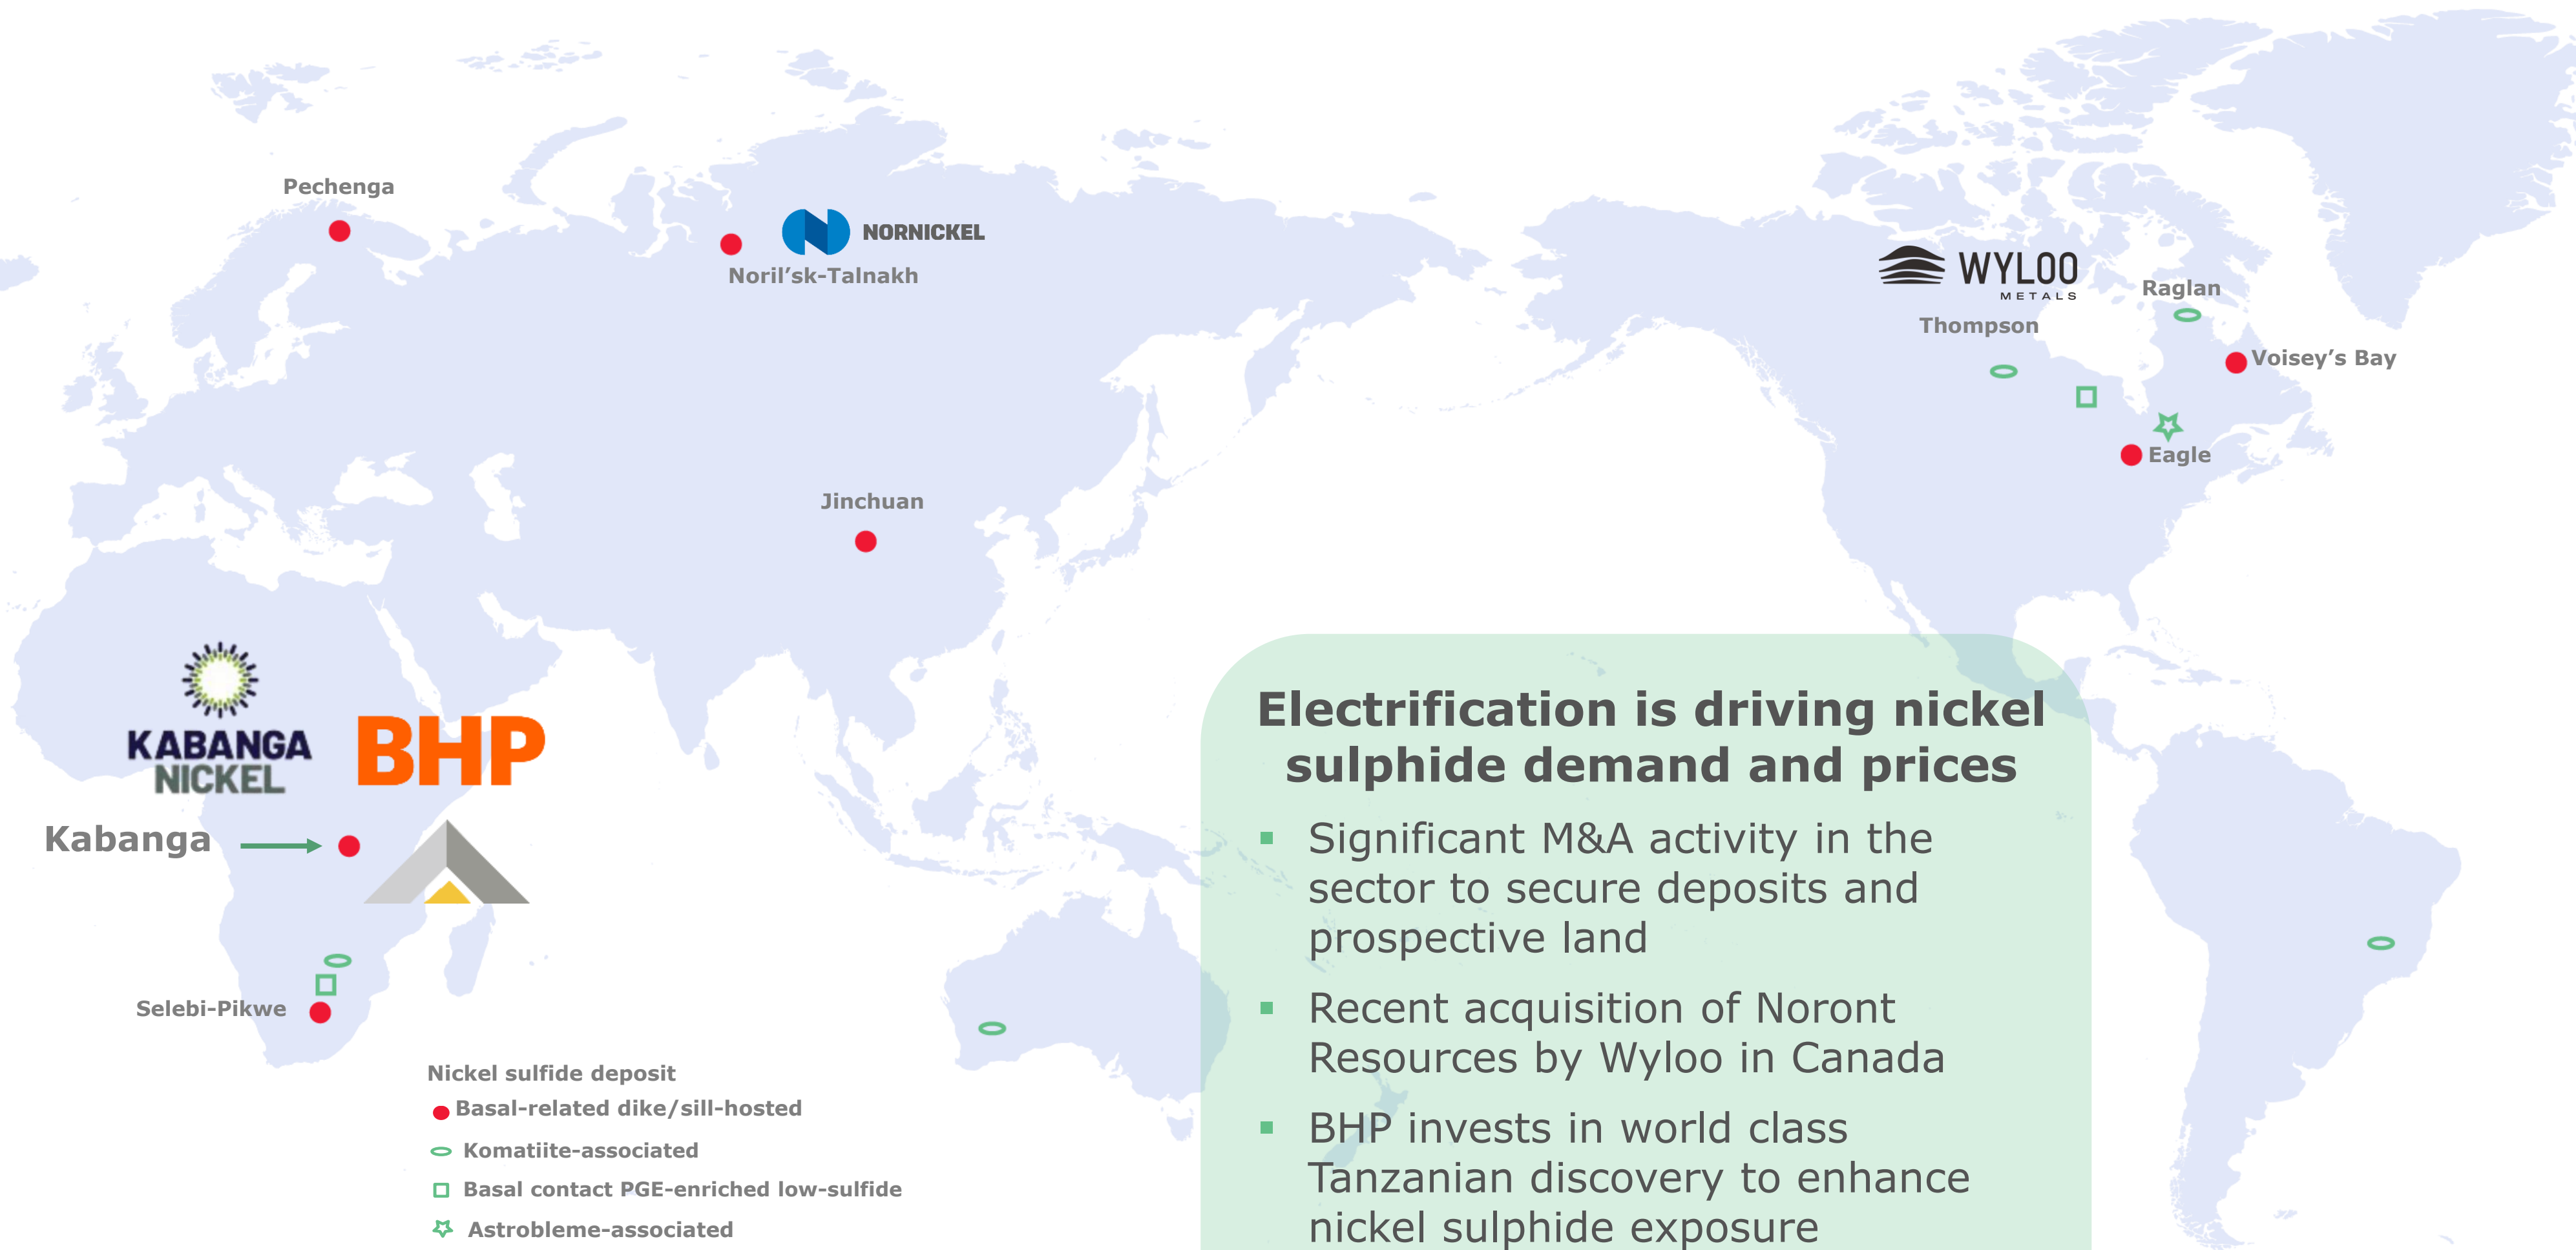 Pechenga
NORNICKEL
Noril’sk-Talnakh
WYLOO
METALS
Raglan
Thompson
Voisey’s Bay
Eagle
Jinchuan
KABANGA
NICKEL
BHP
Kabanga
Selebi-Pikwe
Nickel sulfide deposit
Basal-related dike/sill-hosted
Komatiite-associated
Basal contact PGE-enriched low-sulfide
Astrobleme-associated
Electrification is driving nickel
sulphide demand and prices
▪ Significant M&A activity in the
sector to secure deposits and
prospective land
▪ Recent acquisition of Noront
Resources by Wyloo in Canada
▪ BHP invests in world class
Tanzanian discovery to enhance
nickel sulphide exposure